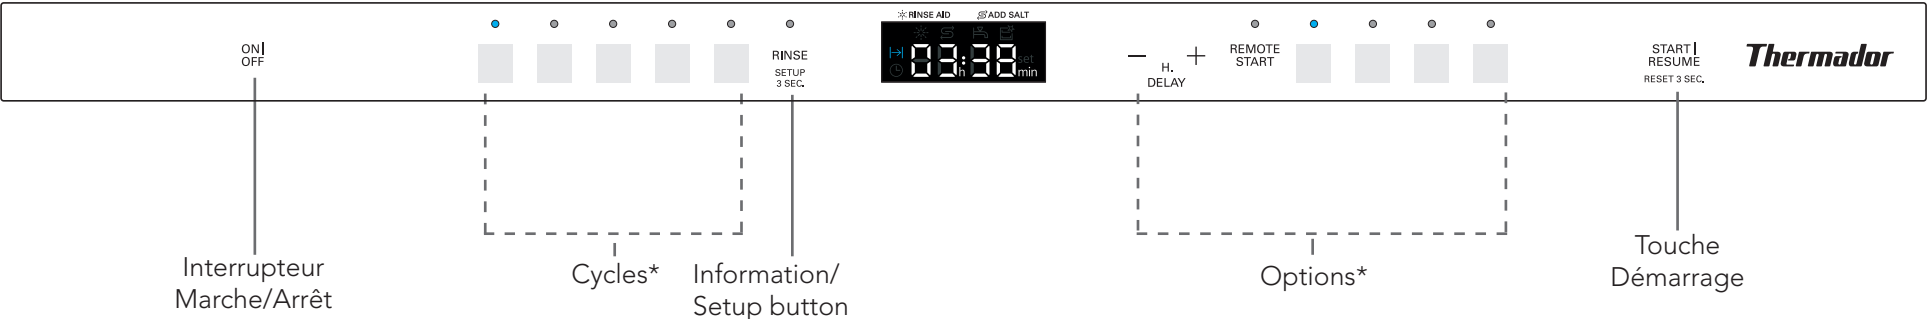 ON
OFF
RINSE
SETUP
3 SEC.
RINSE AID
ADD SALT
03:38
h
set
min
H.
DELAY
REMOTE
START
START
RESUME
RESET 3 SEC.
Thermador
Interrupteur
Marche/Arrêt
Cycles*
Information/
Setup button
Options*
Touche
Démarrage